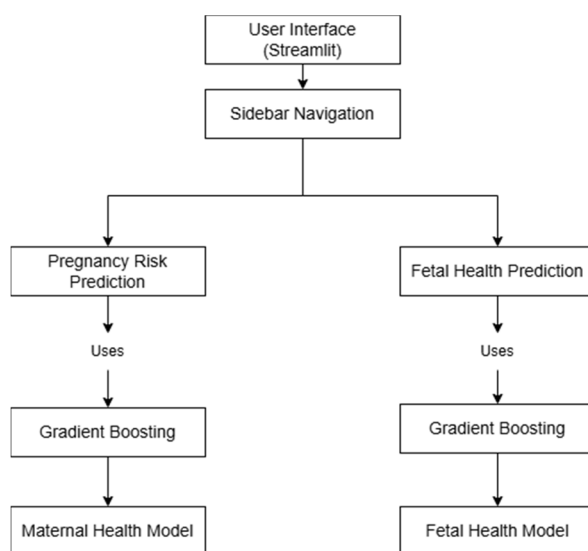 User Interface
(Streamlit)
Sidebar Navigation
Pregnancy Risk
Prediction
Fetal Health Prediction
Uses
Uses
Gradient Boosting
Gradient Boosting
Maternal Health Model
Fetal Health Model